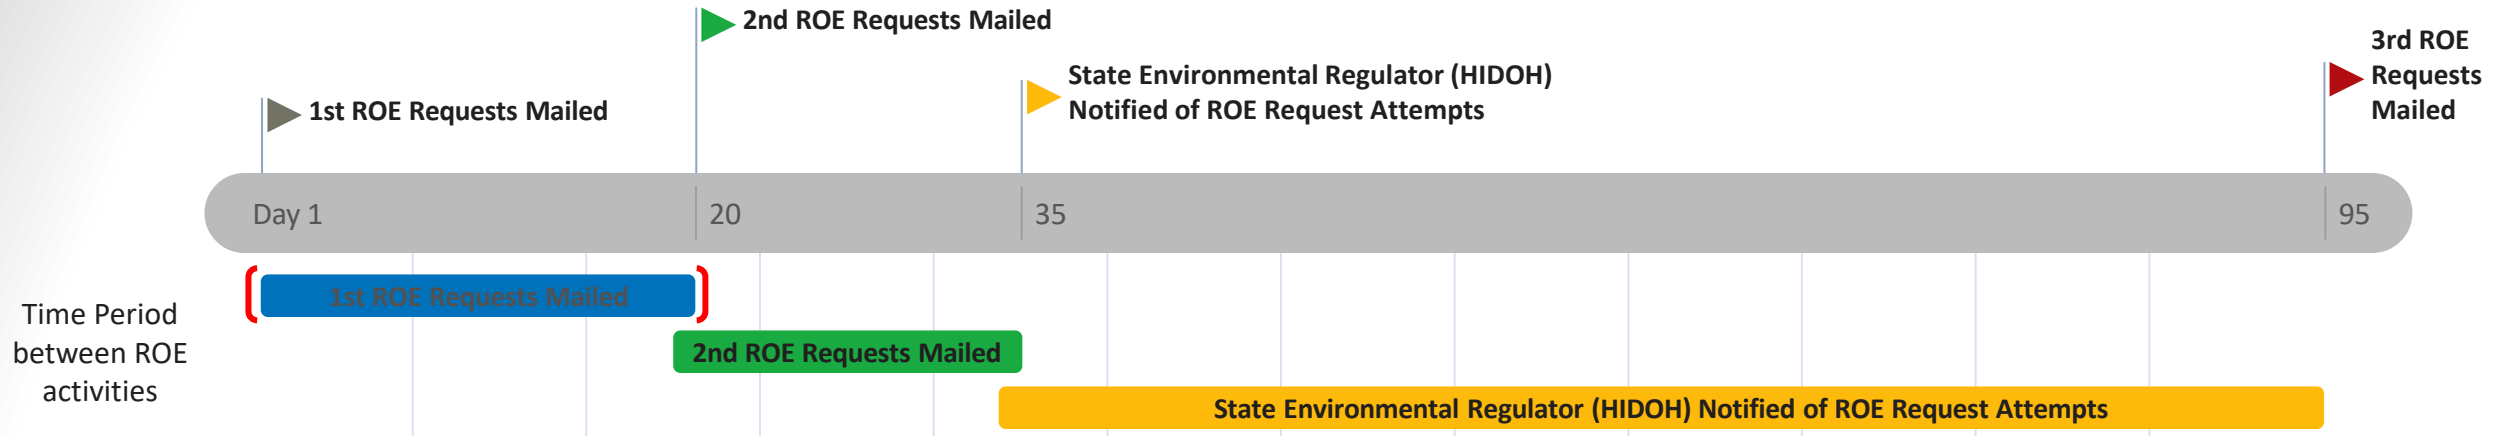 2nd ROE Requests Mailed
1st ROE Requests Mailed
State Environmental Regulator (HIDOH)
Notified of ROE Request Attempts
3rd ROE
Requests
Mailed
Day 1
20
35
95
Time Period
between ROE
activities
1st ROE Requests Mailed
2nd ROE Requests Mailed
State Environmental Regulator (HIDOH) Notified of ROE Request Attempts